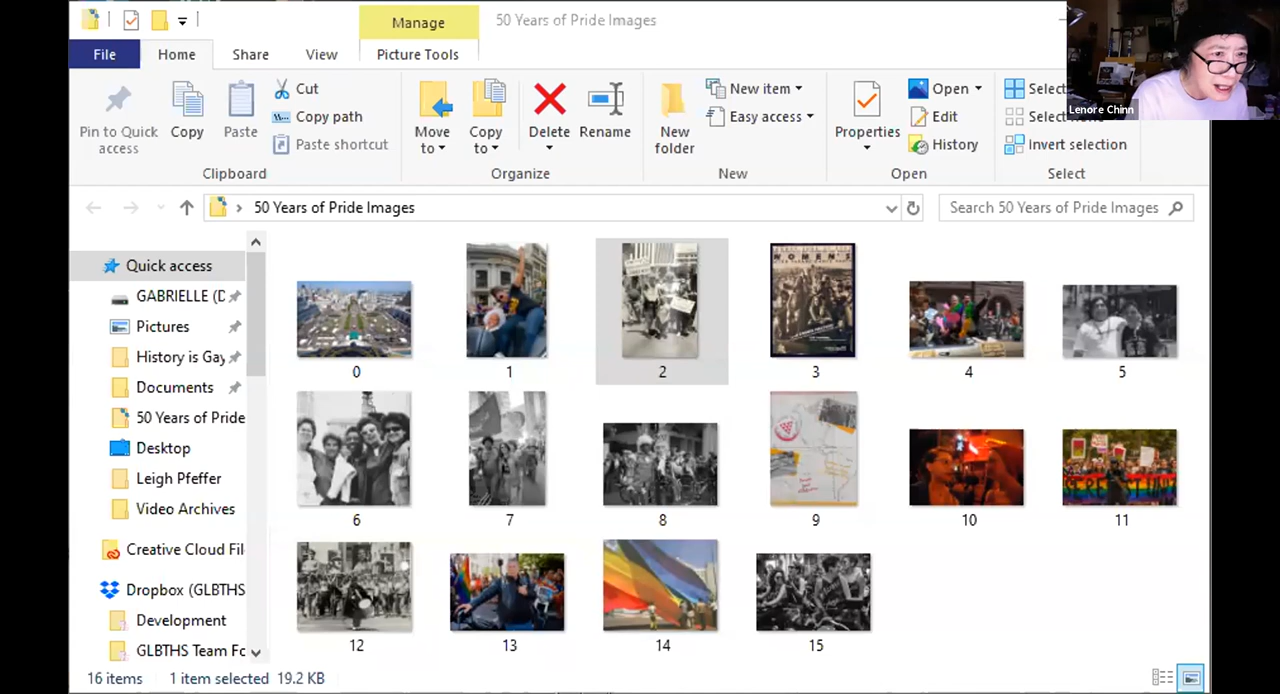 Manage
50 Years of Pride Images
File
Home
Share
View
Picture Tools
Pin to Quick
access
Copy
Paste
Cut
Copy path
Paste shortcut
Clipboard
Move
to
Copy
to
Delete
Rename
Organize
New
folder
New item
Easy access
New
Properties
Open
Edit
History
Open
Select
Select
Invert selection
Select
Lenore Chinn
50 Years of Pride Images
Search 50 Years of Pride Images
Quick access
GABRIELLE (D
Pictures
History is Gay
Documents
50 Years of Pride
Desktop
Leigh Pfeffer
Video Archives
Creative Cloud Fil
Dropbox (GLBTHS
Development
GLBTHS Team Fo
WOMEN'S
0
1
2
3
4
5
6
7
8
9
10
11
12
13
14
15
16 items
1 item selected
19.2 KB